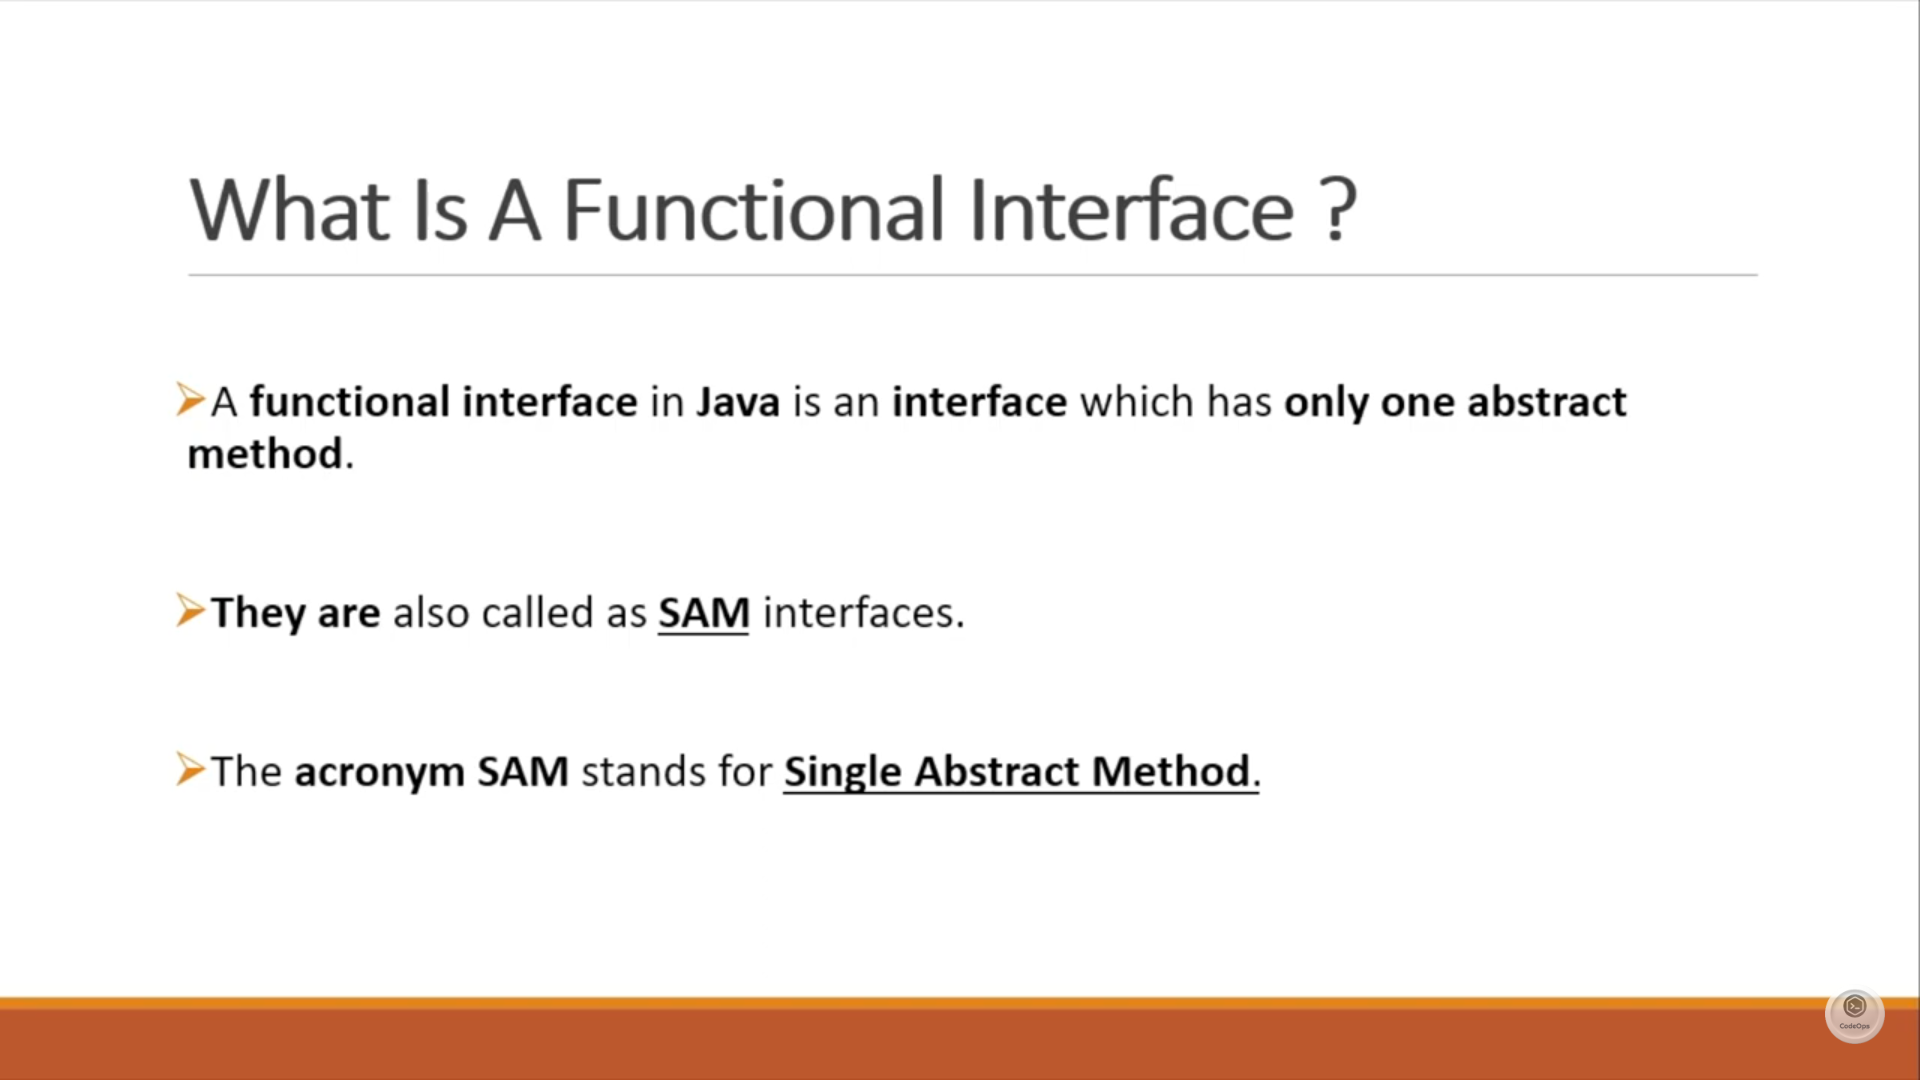 What Is A Functional Interface ?
➢A functional interface in Java is an interface which has only one abstract
method.
➢They are also called as SAM interfaces.
➢The acronym SAM stands for Single Abstract Method.
CodeOps